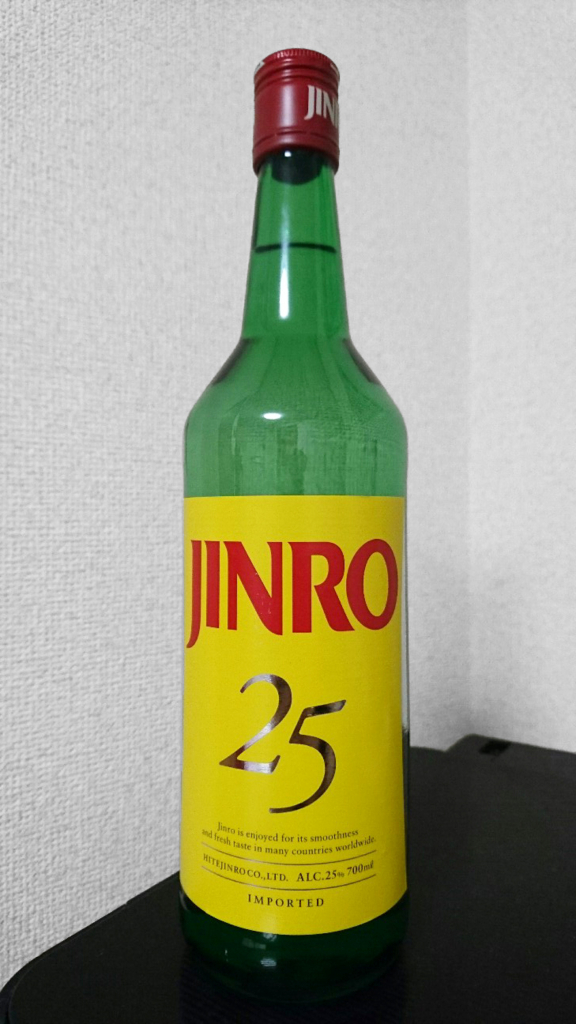 JIN
JINRO
25
Jinro is enjoyed for its smoothness
and fresh taste in many countries worldwide.
HITEJINRO CO.,LTD. ALC.25% 700mℓ
IMPORTED